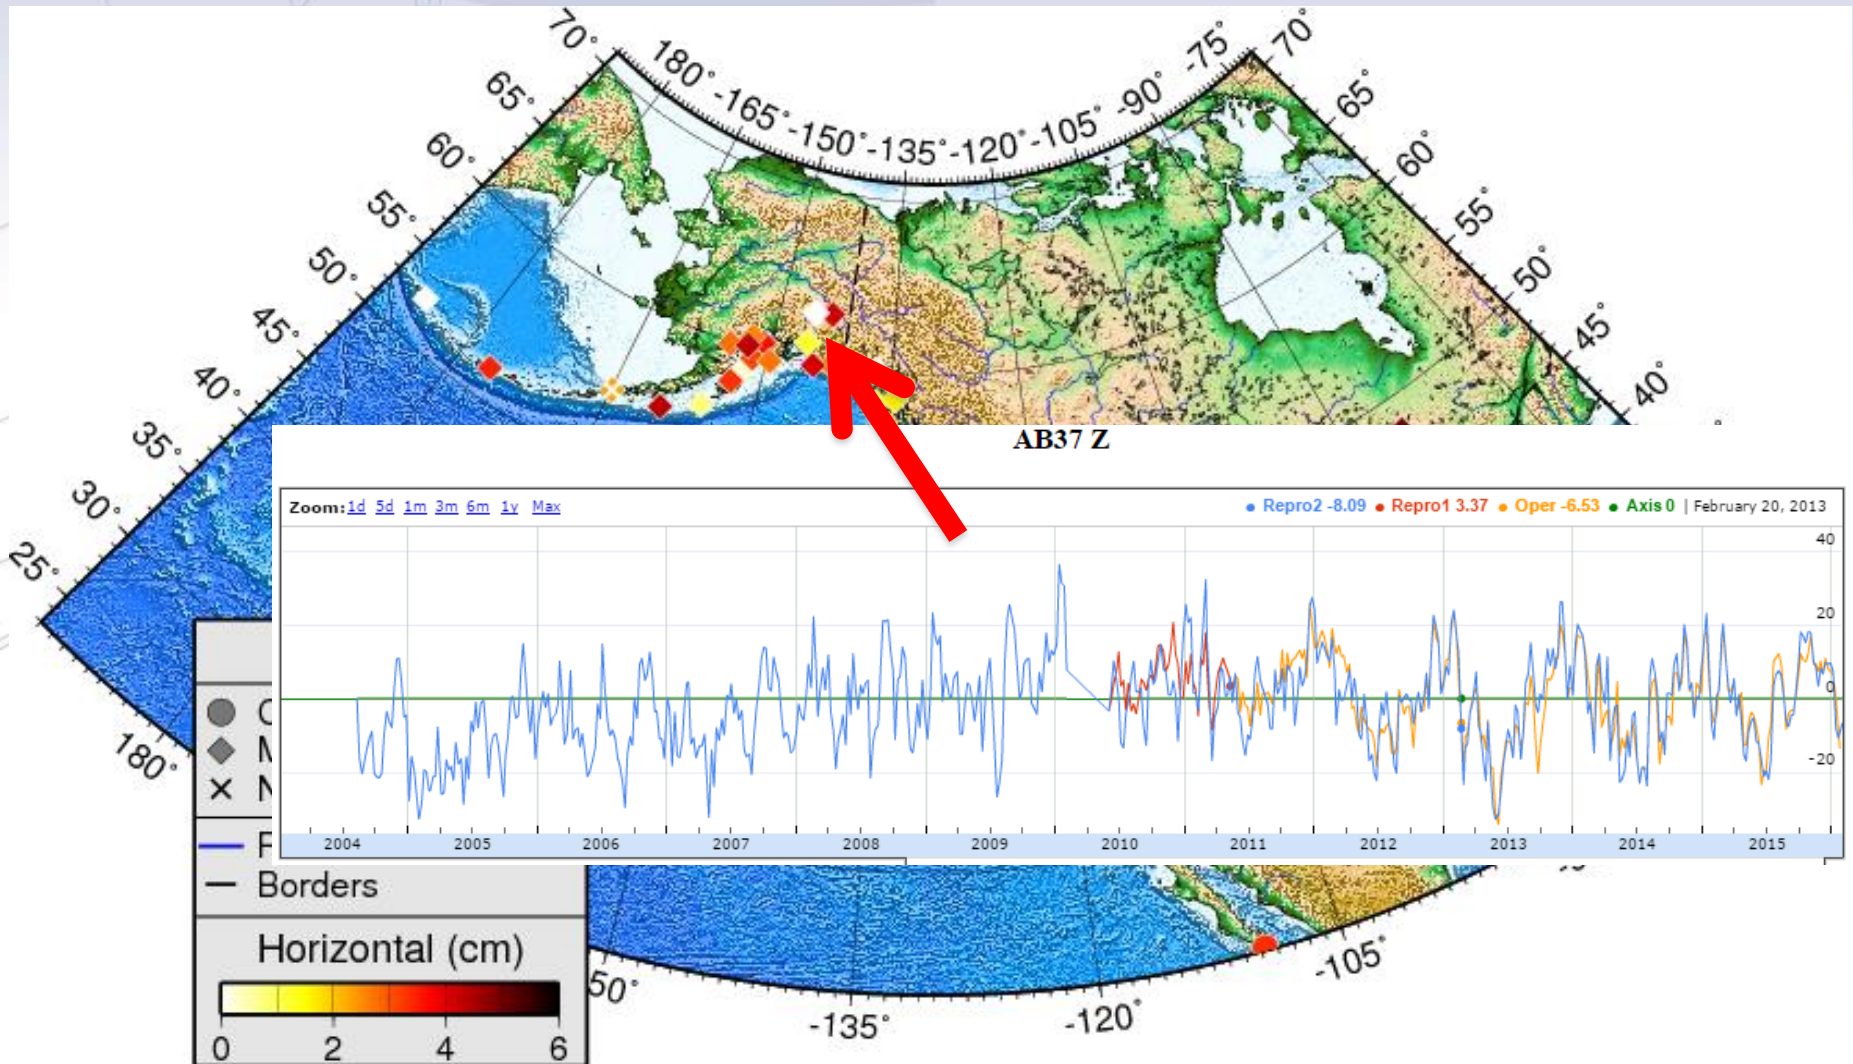 70° 180° -165° -150° -135° -120° -105° -90° -75° 70°
65° 65°
60° 60°
55° 55°
50° 50°
45° 45°
40° 40°
35°
30°
25°
180°
AB37 Z
Zoom: 1d 5d 1m 3m 6m 1y Max
Repro2 -8.09 Repro1 3.37 Oper -6.53 Axis 0 | February 20, 2013
40
20
0
-20
2004 2005 2006 2007 2008 2009 2010 2011 2012 2013 2014 2015
Borders
Horizontal (cm)
0 2 4 6
50° -135° -120° -105°